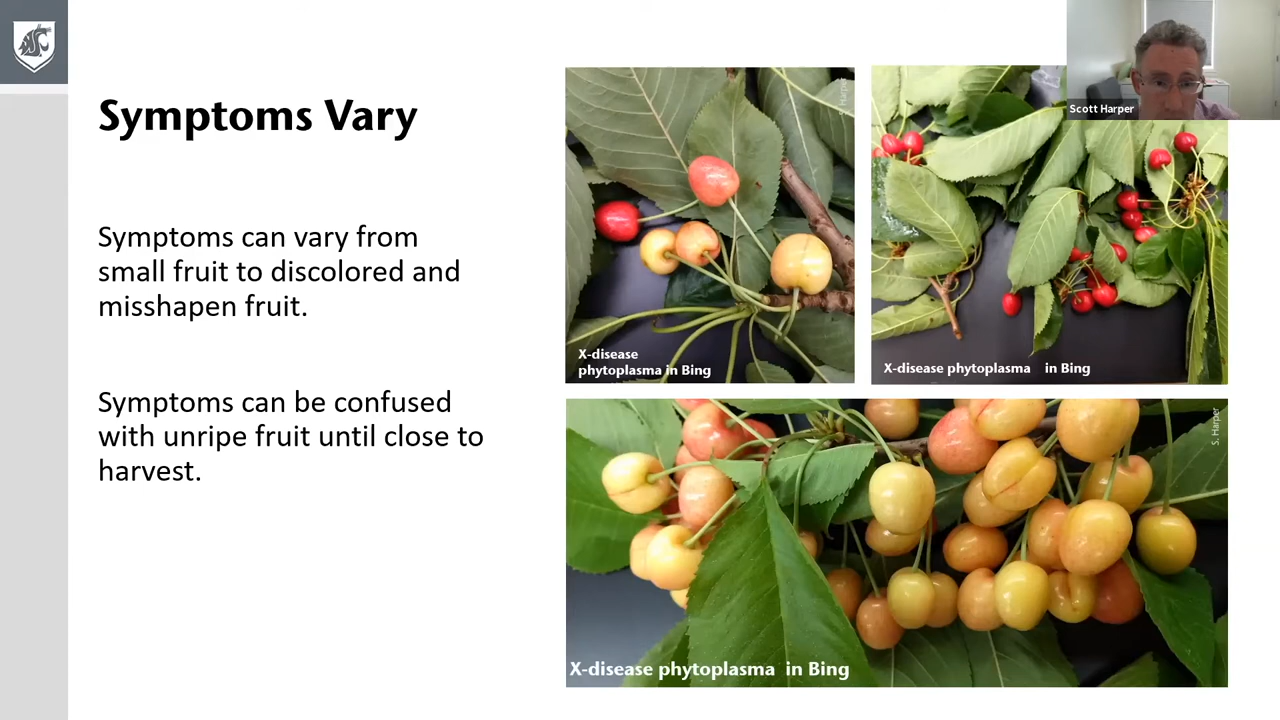 Symptoms Vary
Symptoms can vary from
small fruit to discolored and
misshapen fruit.
Symptoms can be confused
with unripe fruit until close to
harvest.
Harper
X-disease
phytoplasma in Bing
Scott Harper
X-disease phytoplasma in Bing
S. Harper
X-disease phytoplasma in Bing